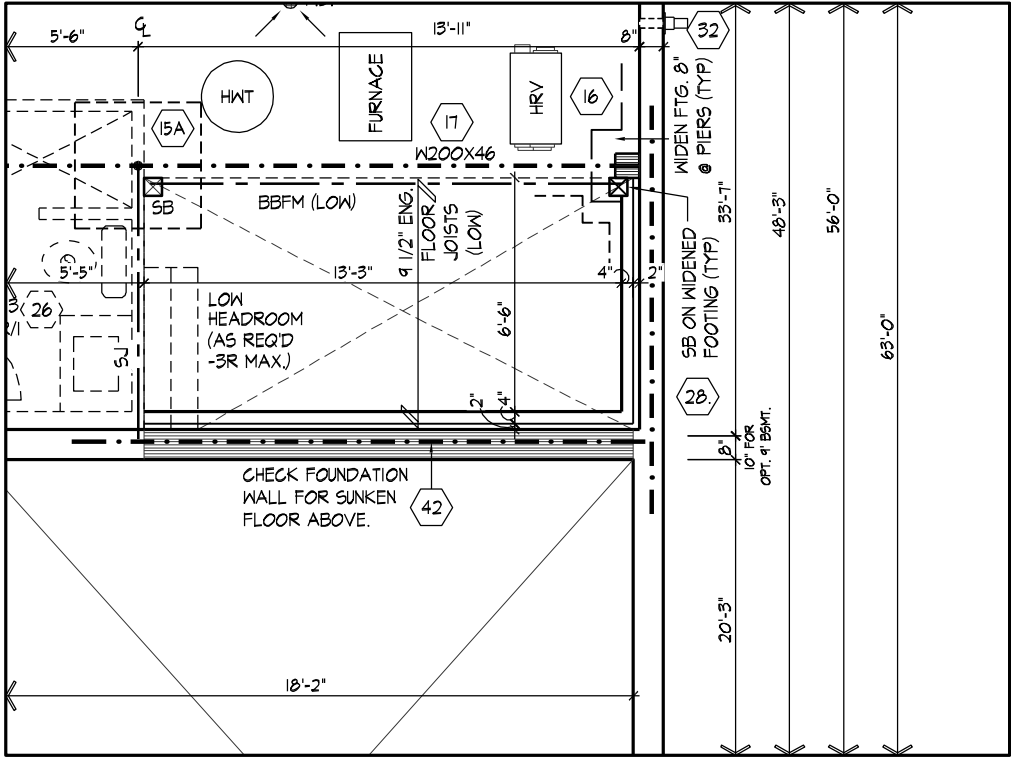 5'-6"
℄
13'-11"
8"
32
HWT
FURNACE
HRV
16
15A
17
W200X46
WIDEN FTG. 8"
@ PIERS (TYP)
SB
BBFM (LOW)
9 1/2" ENG.
FLOOR
JOISTS
(LOW)
33'-7"
48'-3"
56'-0"
63'-0"
5'-5"
13'-3"
4"
2"
26
3
R/I
SJ
LOW
HEADROOM
(AS REQ'D
-3R MAX.)
6'-6"
2"
4"
SB ON WIDENED
FOOTING (TYP)
28.
8"
10" FOR
OPT. 9' BSMT.
CHECK FOUNDATION
WALL FOR SUNKEN
FLOOR ABOVE.
42
20'-3"
18'-2"